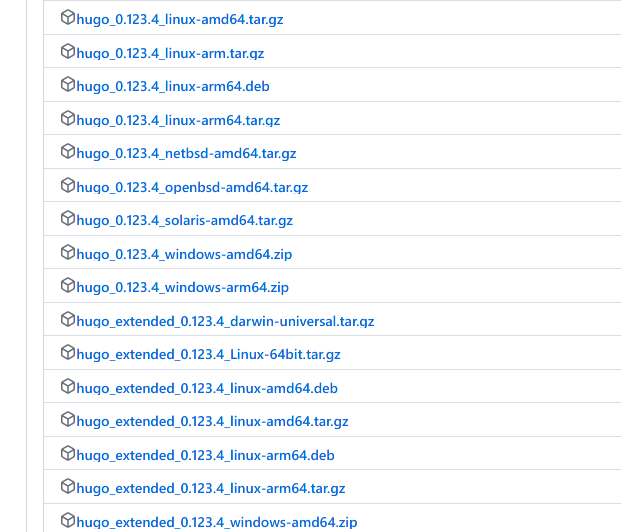 hugo_0.123.4_linux-amd64.tar.gz
hugo_0.123.4_linux-arm.tar.gz
hugo_0.123.4_linux-arm64.deb
hugo_0.123.4_linux-arm64.tar.gz
hugo_0.123.4_netbsd-amd64.tar.gz
hugo_0.123.4_openbsd-amd64.tar.gz
hugo_0.123.4_solaris-amd64.tar.gz
hugo_0.123.4_windows-amd64.zip
hugo_0.123.4_windows-arm64.zip
hugo_extended_0.123.4_darwin-universal.tar.gz
hugo_extended_0.123.4_Linux-64bit.tar.gz
hugo_extended_0.123.4_linux-amd64.deb
hugo_extended_0.123.4_linux-amd64.tar.gz
hugo_extended_0.123.4_linux-arm64.deb
hugo_extended_0.123.4_linux-arm64.tar.gz
hugo_extended_0.123.4_windows-amd64.zip